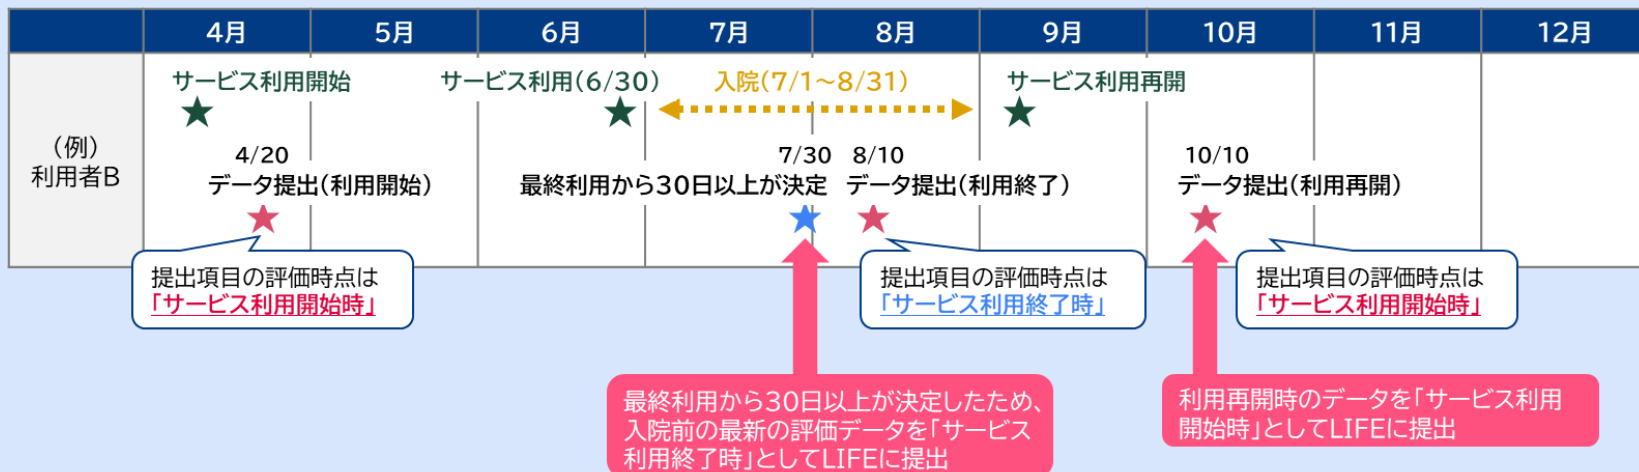 4月 5月 6月 7月 8月 9月 10月 11月 12月
(例)
利用者B
サービス利用開始 サービス利用(6/30) 入院(7/1〜8/31) サービス利用再開
4/20 7/30 8/10 10/10
データ提出(利用開始) 最終利用から30日以上が決定 データ提出(利用終了) データ提出(利用再開)
提出項目の評価時点は
「サービス利用開始時」
提出項目の評価時点は
「サービス利用終了時」
提出項目の評価時点は
「サービス利用開始時」
最終利用から30日以上が決定したため、
入院前の最新の評価データを「サービス
利用終了時」としてLIFEに提出
利用再開時のデータを「サービス利用
開始時」としてLIFEに提出